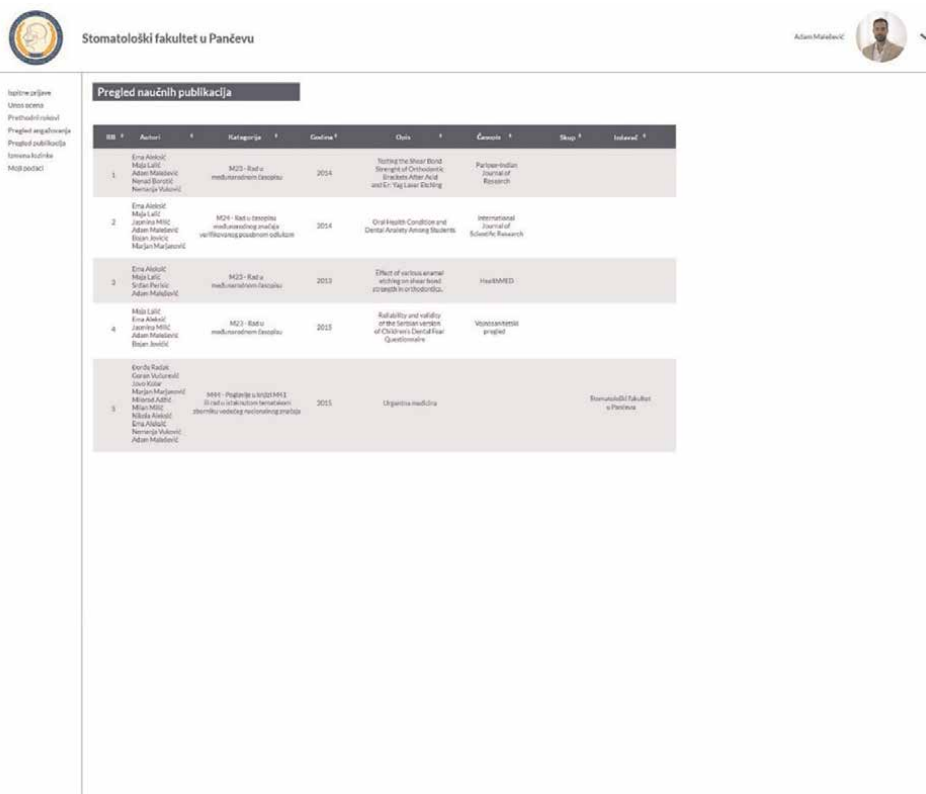 Stomatološki fakultet u Pančevu
Adam Malešević
Ispitne prijave
Unos ocena
Prethodni rokovi
Pregled angažovanja
Pregled publikacija
Izmena lozinke
Moji podaci
Pregled naučnih publikacija
RB Autori Kategorija Godina Opis Časopis Skup Izdavač
1
Ema Aleksić
Maja Lalić
Adam Malešević
Nenad Borotić
Nemanja Vuković
M23 - Rad u
međunarodnom časopisu
2014
Testing the Shear Bond
Strenght of Orthodontic
Brackets After Acid
and Er: Yag Laser Etching
Paripex-Indian
Journal of
Research
2
Ema Aleksić
Maja Lalić
Jasmina Milić
Adam Malešević
Bojan Jovičić
Marjan Marjanović
M24 - Rad u časopisu
međunarodnog značaja
verifikovanog posebnom odlukom
2014
Oral Health Condition and
Dental Anxiety Among Students
International
Journal of
Scientific Research
3
Ema Aleksić
Maja Lalić
Srđan Perišić
Adam Malešević
M23 - Rad u
međunarodnom časopisu
2013
Effect of various enamel
etching on shear bond
strength in orthodontics.
HealthMED
4
Maja Lalić
Ema Aleksić
Jasmina Milić
Adam Malešević
Bojan Jovičić
M23 - Rad u
međunarodnom časopisu
2015
Reliability and validity
of the Serbian version
of Children's Dental Fear
Questionnaire
Vojnosanitetski
pregled
5
Đorđe Radak
Goran Vučurević
Jovo Kolar
Marjan Marjanović
Milorad Adžić
Milan Milić
Nikola Aleksić
Ema Aleksić
Nemanja Vuković
Adam Malešević
M44 - Poglavlje u knjizi M41
ili rad u istaknutom tematskom
zborniku vodećeg nacionalnog značaja
2015
Urgentna medicina
Stomatološki fakultet
u Pančevu